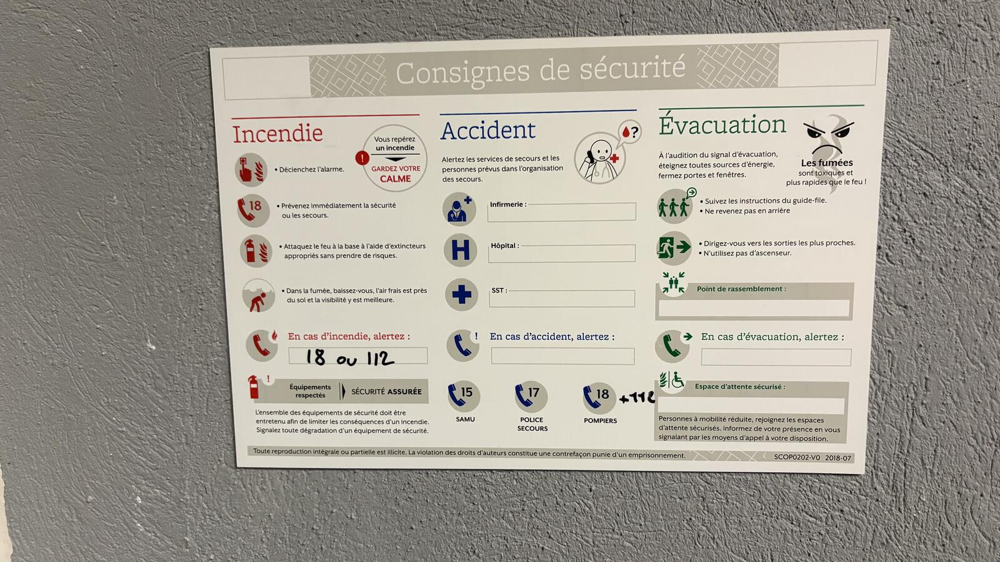 Consignes de sécurité
Incendie
Vous repérez
un incendie
!
GARDEZ VOTRE
CALME
• Déclenchez l'alarme.
18
• Prévenez immédiatement la sécurité
ou les secours.
• Attaquez le feu à la base à l'aide d'extincteurs
appropriés sans prendre de risques.
• Dans la fumée, baissez-vous, l'air frais est près
du sol et la visibilité y est meilleure.
En cas d'incendie, alertez :
18 ou 112
!
Équipements
respectés
SÉCURITÉ ASSURÉE
L'ensemble des équipements de sécurité doit être
entretenu afin de limiter les conséquences d'un incendie.
Signalez toute dégradation d'un équipement de sécurité.
Accident
?
Alertez les services de secours et les
personnes prévus dans l'organisation
des secours.
Infirmerie :
H
Hôpital :
SST :
!
En cas d'accident, alertez :
15
SAMU
17
POLICE
SECOURS
18 +112
POMPIERS
Évacuation
À l'audition du signal d'évacuation,
éteignez toutes sources d'énergie,
fermez portes et fenêtres.
Les fumées
sont toxiques et
plus rapides que le feu !
• Suivez les instructions du guide-file.
• Ne revenez pas en arrière
• Dirigez-vous vers les sorties les plus proches.
• N'utilisez pas d'ascenseur.
Point de rassemblement :
En cas d'évacuation, alertez :
Espace d'attente sécurisé :
Personnes à mobilité réduite, rejoignez les espaces
d'attente sécurisés. Informez de votre présence en vous
signalant par les moyens d'appel à votre disposition.
Toute reproduction intégrale ou partielle est illicite. La violation des droits d'auteurs constitue une contrefaçon punie d'un emprisonnement.
SCOP0202-V0 2018-07